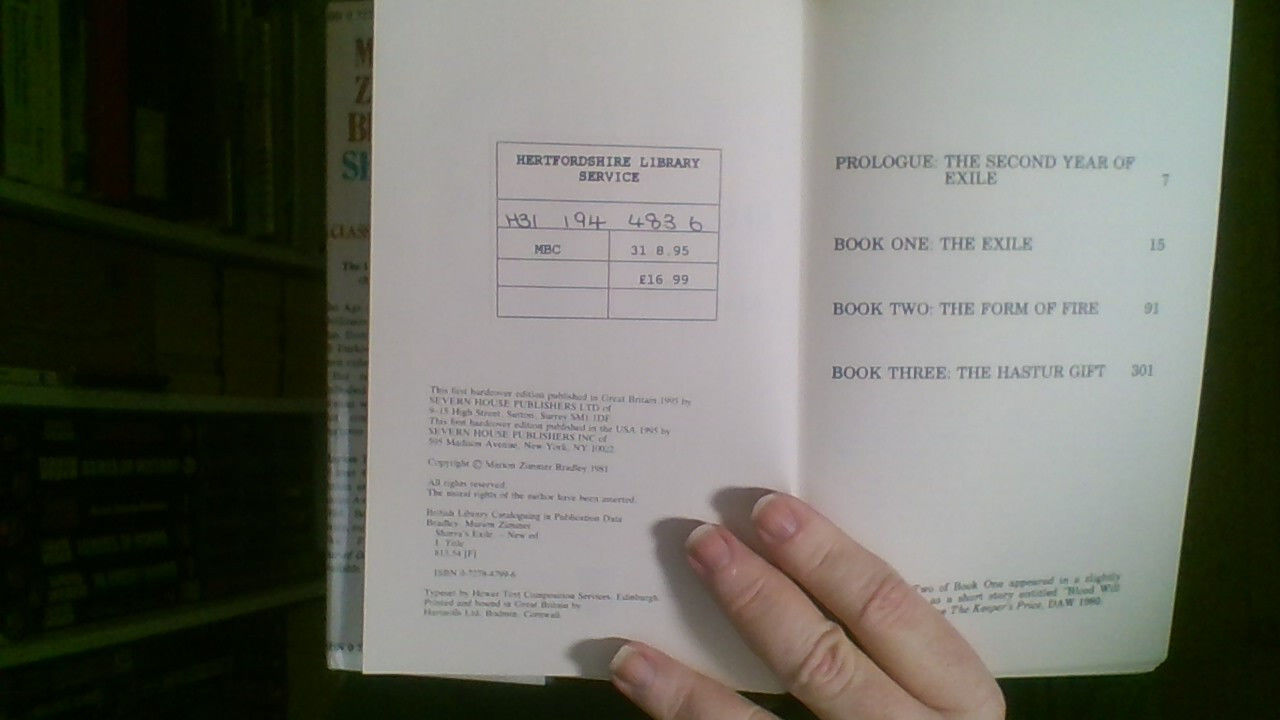 HERTFORDSHIRE LIBRARY
SERVICE
H31 194 483 6
MBC 31 8.95
£16 99
This first hardcover edition published in Great Britain 1995 by
SEVERN HOUSE PUBLISHERS LTD of
9–15 High Street, Sutton, Surrey SM1 1DF
This first hardcover edition published in the USA 1995 by
SEVERN HOUSE PUBLISHERS INC of
595 Madison Avenue, New York, NY 10022
Copyright © Marion Zimmer Bradley 1981
All rights reserved.
The moral rights of the author have been asserted.
British Library Cataloguing in Publication Data
Bradley, Marion Zimmer
Sharra's Exile. – New ed
I. Title
813.54 [F]
ISBN 0-7278-4799-6
Typeset by Hewer Text Composition Services, Edinburgh
Printed and bound in Great Britain by
Hartnolls Ltd, Bodmin, Cornwall.
PROLOGUE: THE SECOND YEAR OF
EXILE 7
BOOK ONE: THE EXILE 15
BOOK TWO: THE FORM OF FIRE 91
BOOK THREE: THE HASTUR GIFT 301
Two of Book One appeared in a slightly
as a short story entitled "Blood Will
The Keeper's Price, DAW 1980.